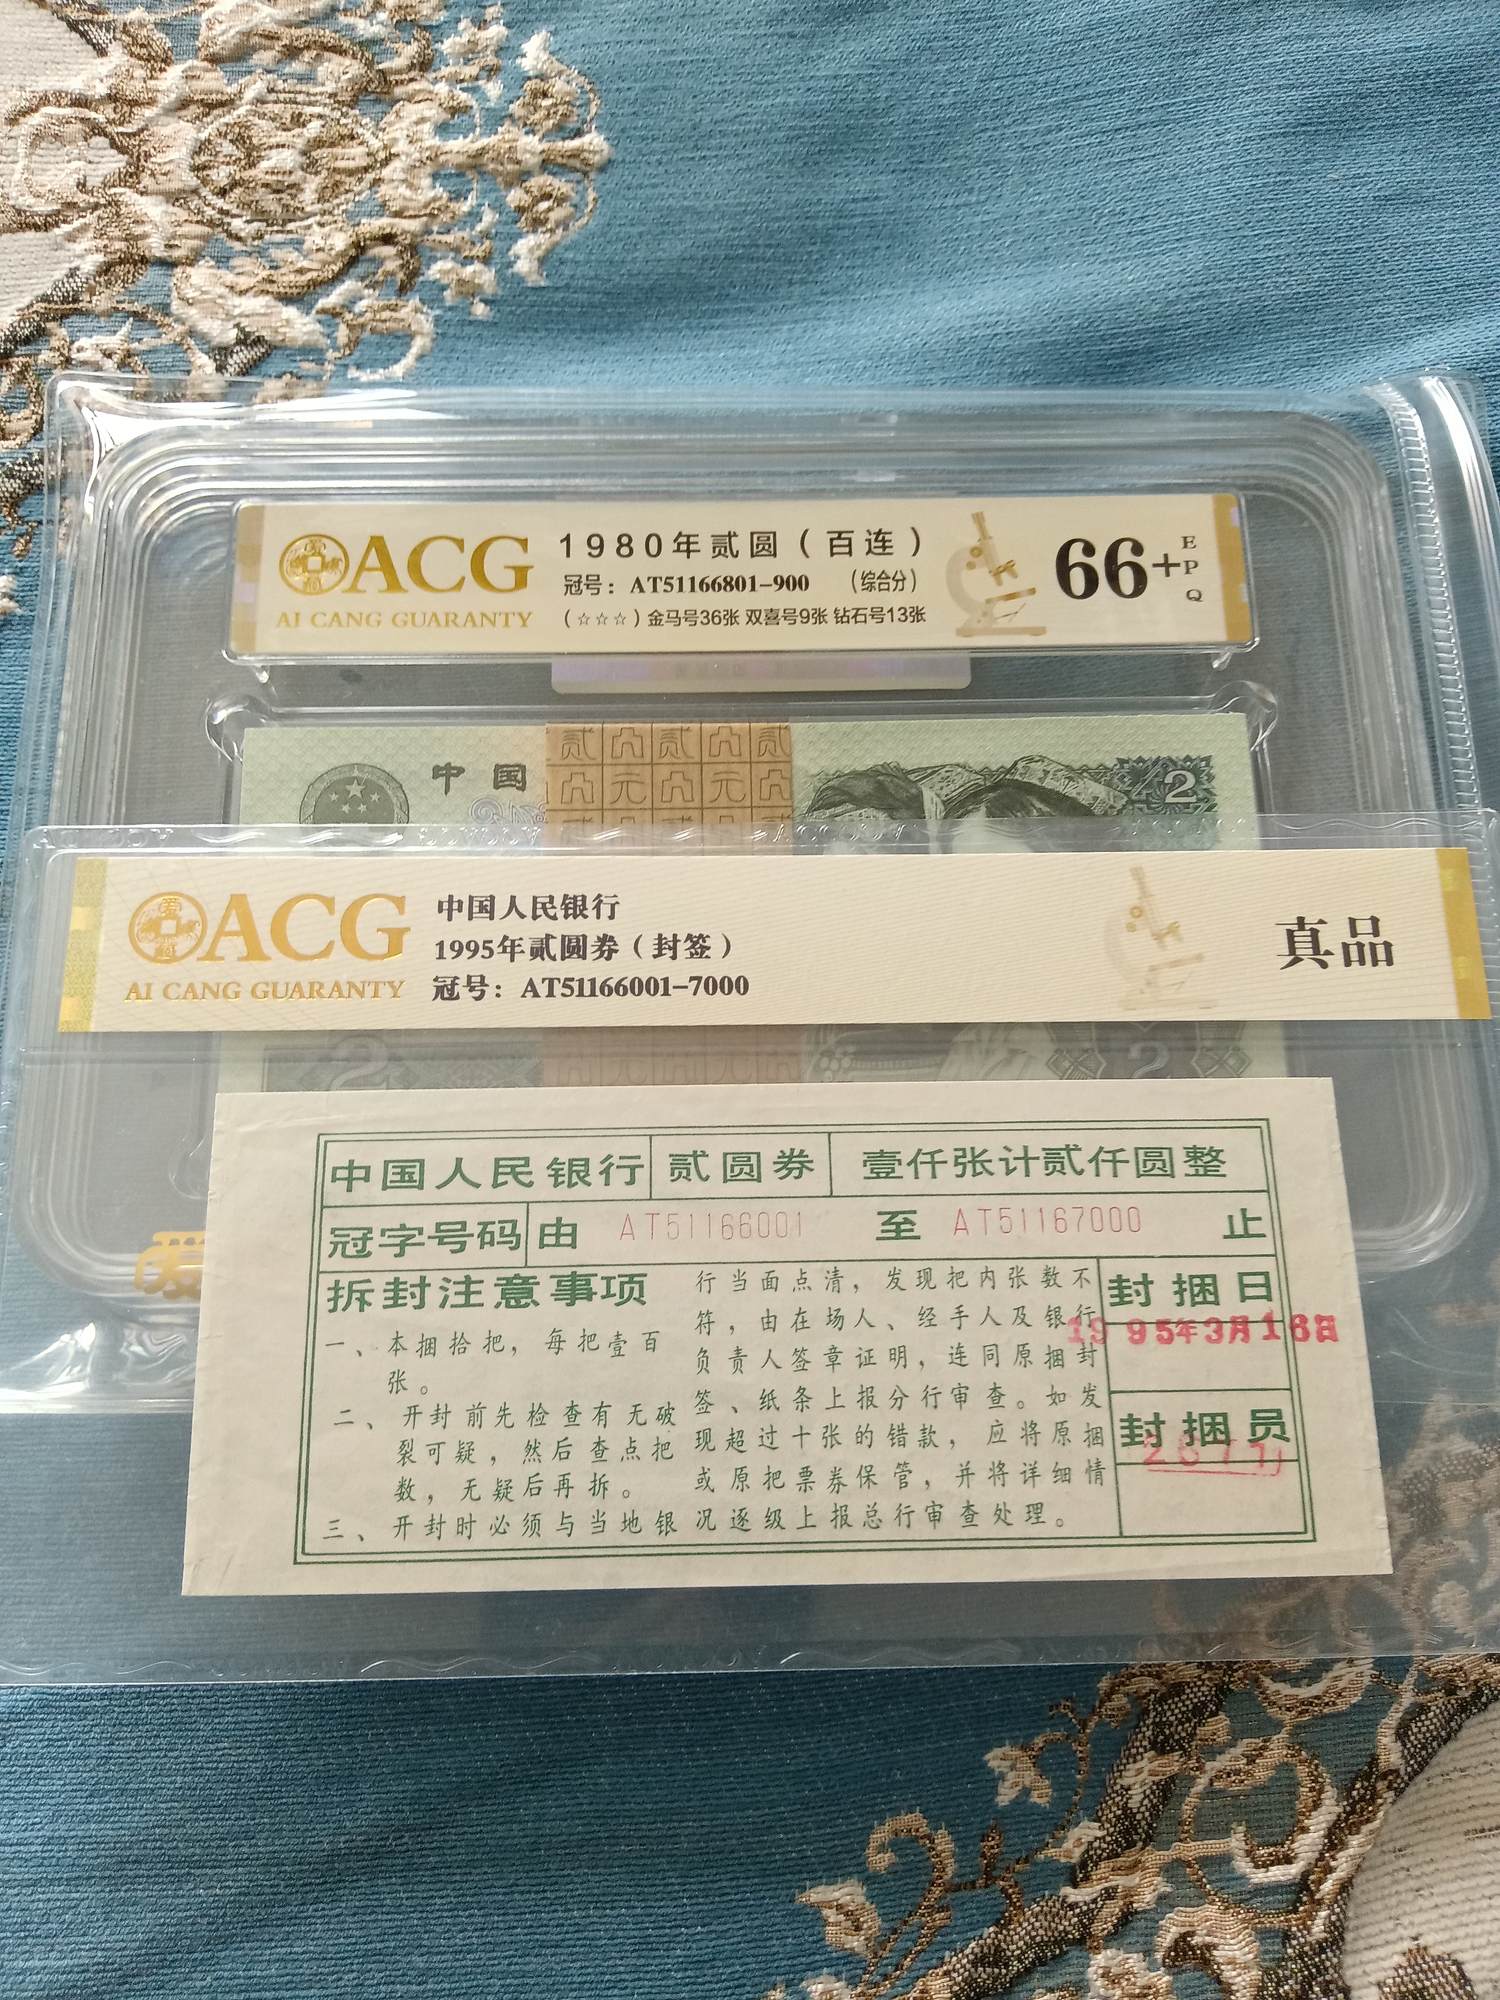 ACG
AI CANG GUARANTY
1980年贰圆（百连）
冠号：AT51166801-900 （综合分）
（☆☆☆）金马号36张 双喜号9张 钻石号13张
66+
EPQ
中国
贰
元
2
ACG
AI CANG GUARANTY
中国人民银行
1995年贰圆券（封签）
冠号：AT51166001-7000
真品
2
2
爱
中国人民银行 贰圆券 壹仟张计贰仟圆整
冠字号码 由 AT51166001 至 AT51167000 止
拆封注意事项
一、本捆拾把，每把壹百
张。
二、开封前先检查有无破
裂可疑，然后查点把
数，无疑后再拆。
三、开封时必须与当地银
行当面点清，发现把内张数不
符，由在场人、经手人及银行
负责人签章证明，连同原捆封
签、纸条上报分行审查。如发
现超过十张的错款，应将原捆
或原把票券保管，并将详细情
况逐级上报总行审查处理。
封捆日
1995年3月16日
封捆员